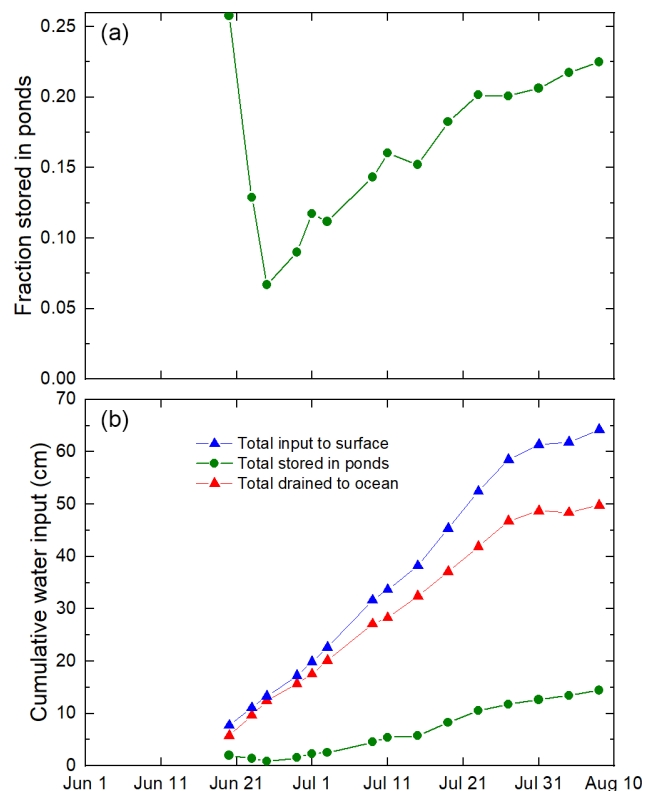 (a)
0.25
0.20
0.15
0.10
0.05
0.00
Fraction stored in ponds
(b)
70
60
50
40
30
20
10
0
Cumulative water input (cm)
Total input to surface
Total stored in ponds
Total drained to ocean
Jun 1 Jun 11 Jun 21 Jul 1 Jul 11 Jul 21 Jul 31 Aug 10